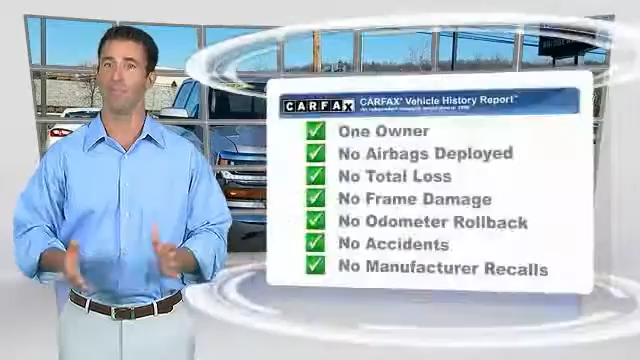 CARFAX
CARFAX Vehicle History Report™
One Owner
No Airbags Deployed
No Total Loss
No Frame Damage
No Odometer Rollback
No Accidents
No Manufacturer Recalls